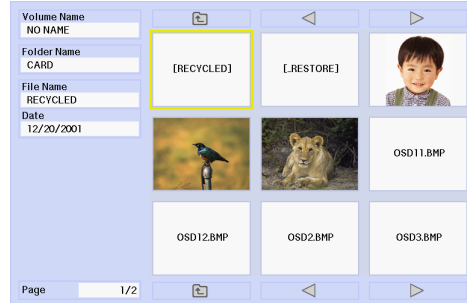 Volume Name
NO NAME
Folder Name
CARD
File Name
RECYCLED
Date
12/20/2001
[RECYCLED]
[_RESTORE]
OSD11.BMP
OSD12.BMP
OSD2.BMP
OSD3.BMP
Page
1/2